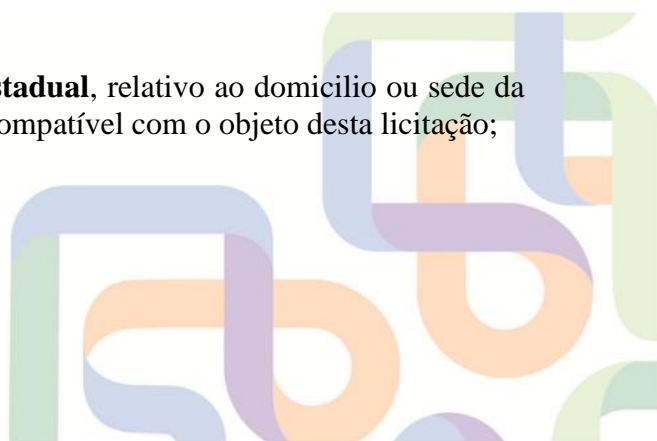 stadual, relativo ao domicilio ou sede da
ompatível com o objeto desta licitação;